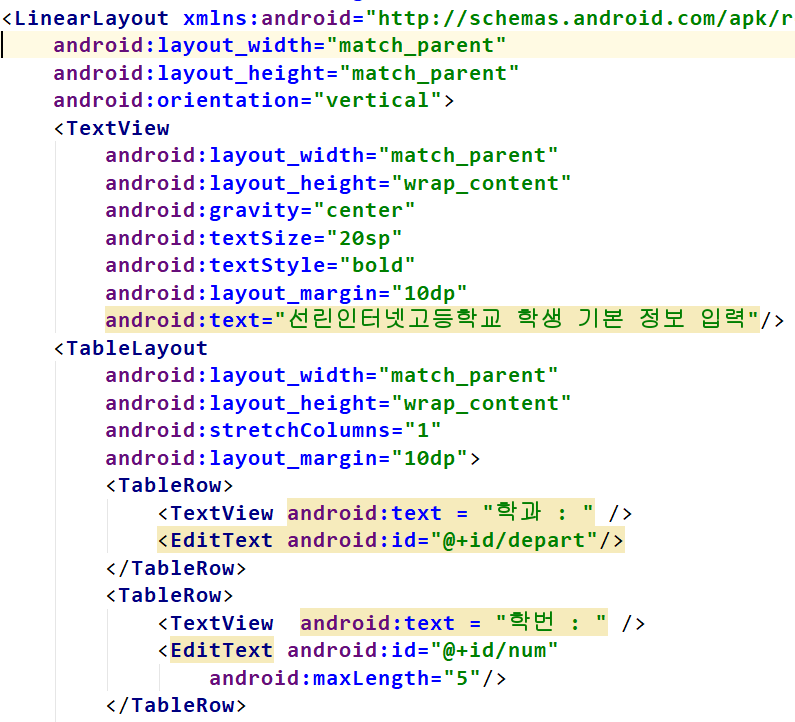 <LinearLayout xmlns:android="http://schemas.android.com/apk/r
android:layout_width="match_parent"
android:layout_height="match_parent"
android:orientation="vertical">
<TextView
android:layout_width="match_parent"
android:layout_height="wrap_content"
android:gravity="center"
android:textSize="20sp"
android:textStyle="bold"
android:layout_margin="10dp"
android:text="선린인터넷고등학교 학생 기본 정보 입력"/>
<TableLayout
android:layout_width="match_parent"
android:layout_height="wrap_content"
android:stretchColumns="1"
android:layout_margin="10dp">
<TableRow>
<TextView android:text = "학과 : " />
<EditText android:id="@+id/depart"/>
</TableRow>
<TableRow>
<TextView  android:text = "학번 : " />
<EditText android:id="@+id/num"
android:maxLength="5"/>
</TableRow>